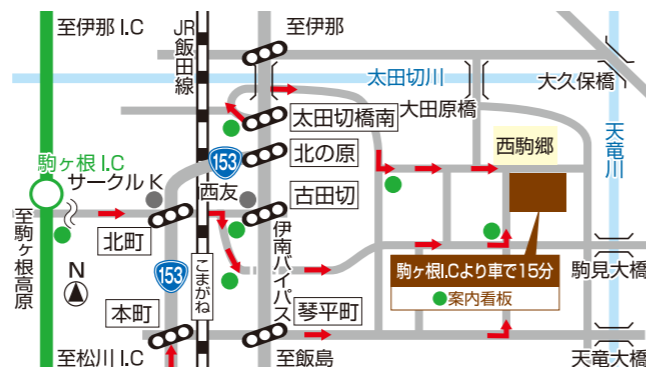 至伊那 I.C
JR飯田線
至伊那
太田切川
大久保橋
大田原橋
天竜川
太田切橋南
153
北の原
西駒郷
駒ヶ根 I.C
サークル K
西友
古田切
至駒ヶ根高原
北町
N
153
こまがね
伊南バイパス
駒ヶ根I.Cより車で15分
案内看板
駒見大橋
本町
琴平町
至松川 I.C
至飯島
天竜大橋